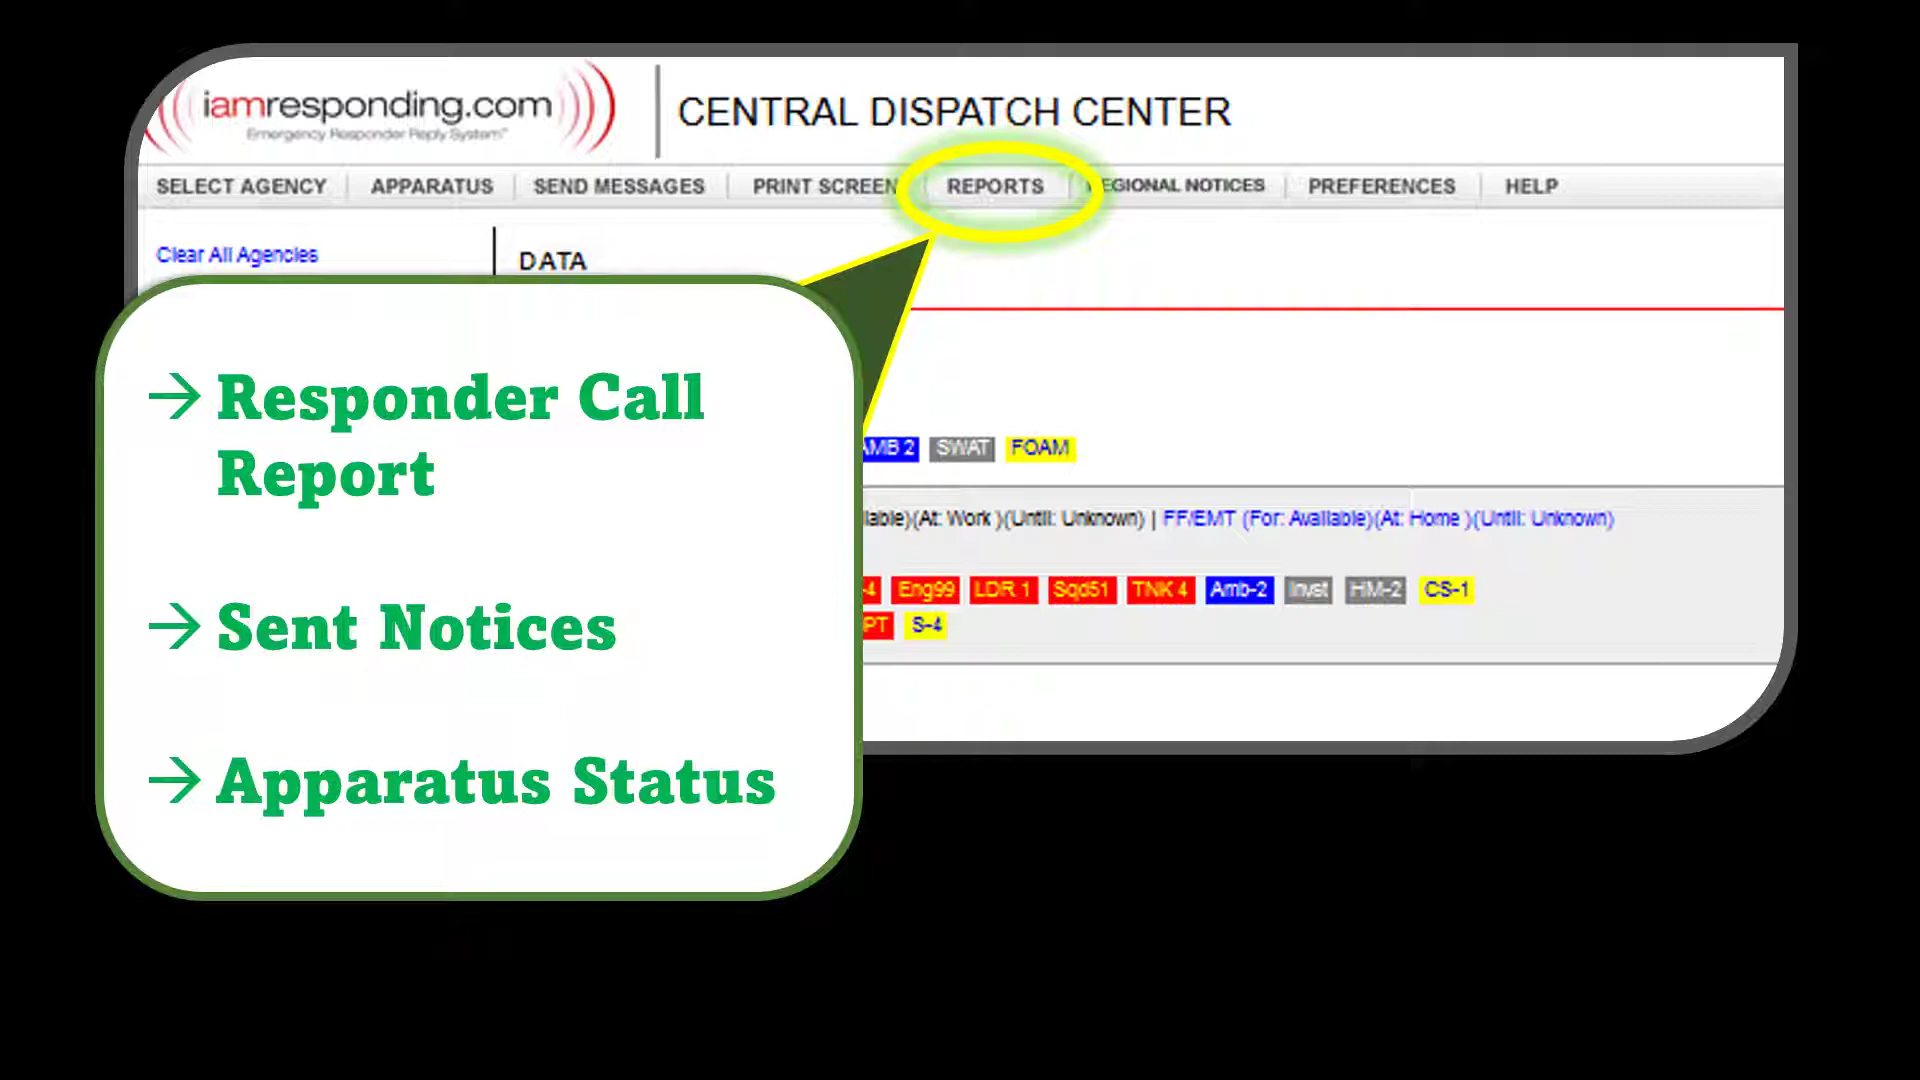 iamresponding.com
Emergency Responder Reply System
CENTRAL DISPATCH CENTER
SELECT AGENCY APPARATUS SEND MESSAGES PRINT SCREEN REPORTS REGIONAL NOTICES PREFERENCES HELP
Clear All Agencies
DATA
→ Responder Call
Report
→ Sent Notices
→ Apparatus Status
AMB 2 SWAT FOAM
(At: Work )(Until: Unknown) | FF/EMT (For: Available)(At: Home )(Until: Unknown)
Eng99 LDR 1 Sqd51 TNK 4 Amb-2 Invst HM-2 CS-1
S-4